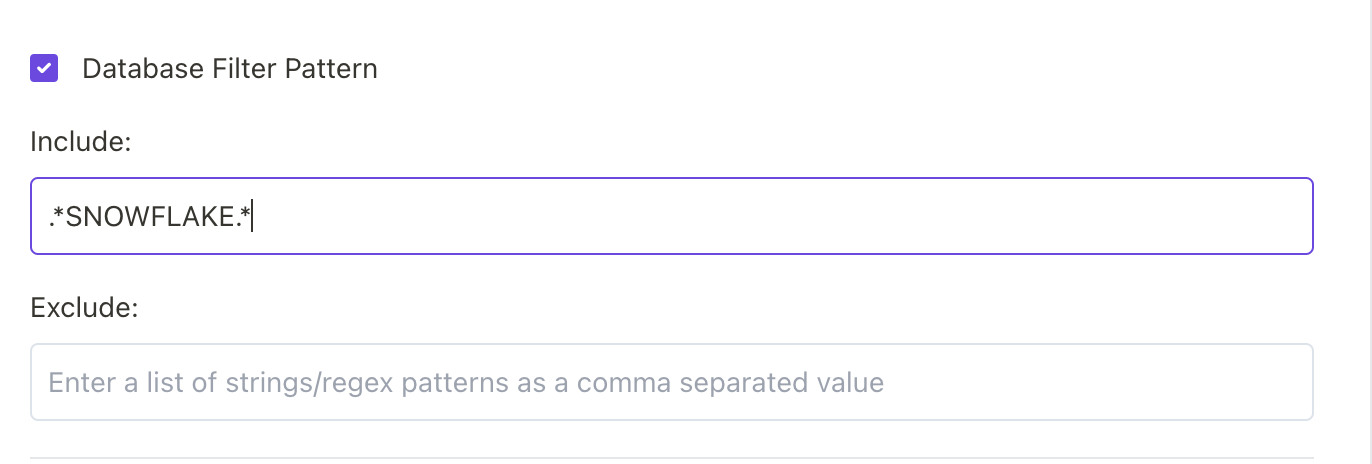 Database Filter Pattern
Include:
.*SNOWFLAKE.*
Exclude:
Enter a list of strings/regex patterns as a comma separated value